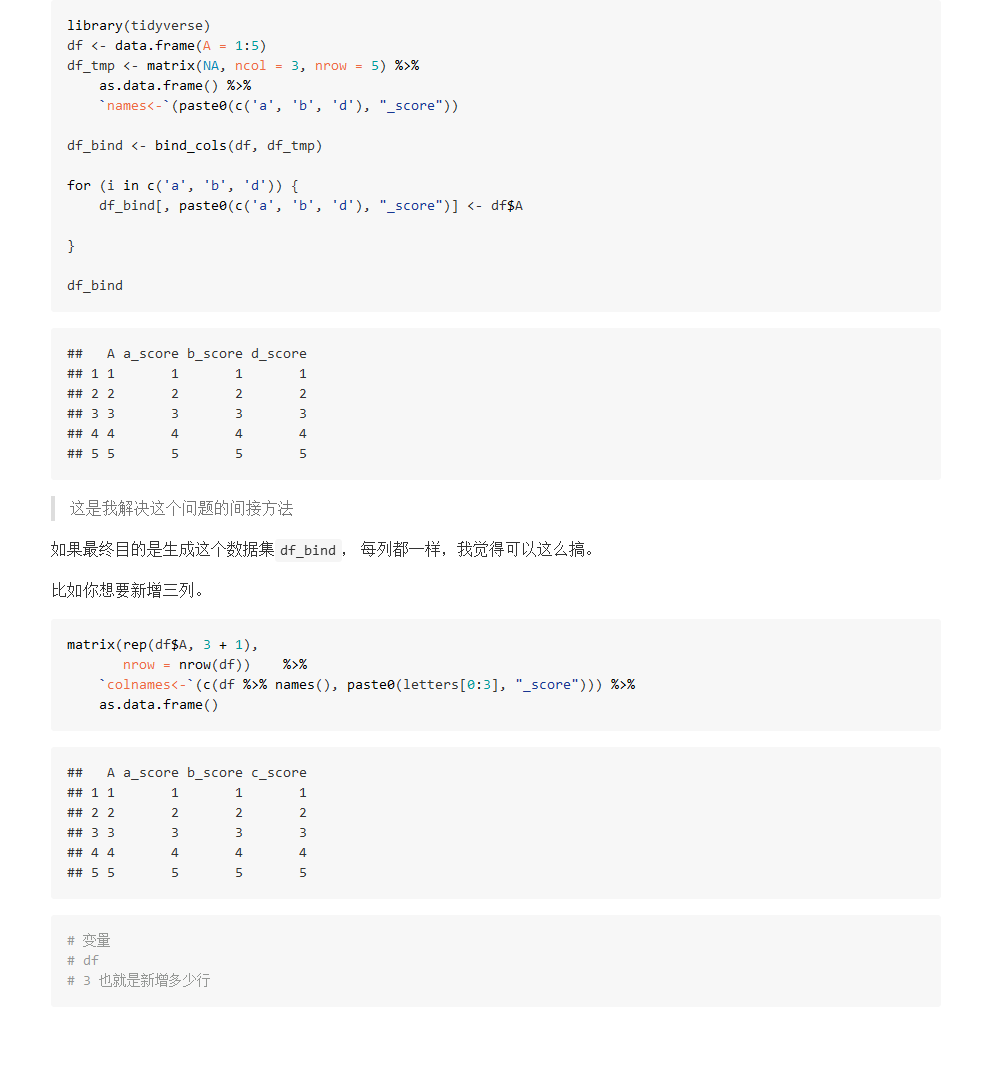 library(tidyverse)
df <- data.frame(A = 1:5)
df_tmp <- matrix(NA, ncol = 3, nrow = 5) %>%
    as.data.frame() %>%
    `names<-`(paste0(c('a', 'b', 'd'), "_score"))

df_bind <- bind_cols(df, df_tmp)

for (i in c('a', 'b', 'd')) {
    df_bind[, paste0(c('a', 'b', 'd'), "_score")] <- df$A

}

df_bind

##   A a_score b_score d_score
## 1 1       1       1       1
## 2 2       2       2       2
## 3 3       3       3       3
## 4 4       4       4       4
## 5 5       5       5       5

这是我解决这个问题的间接方法

如果最终目的是生成这个数据集 df_bind ， 每列都一样，我觉得可以这么搞。

比如你想要新增三列。

matrix(rep(df$A, 3 + 1),
       nrow = nrow(df))    %>%
    `colnames<-`(c(df %>% names(), paste0(letters[0:3], "_score"))) %>%
    as.data.frame()

##   A a_score b_score c_score
## 1 1       1       1       1
## 2 2       2       2       2
## 3 3       3       3       3
## 4 4       4       4       4
## 5 5       5       5       5

# 变量
# df
# 3 也就是新增多少行